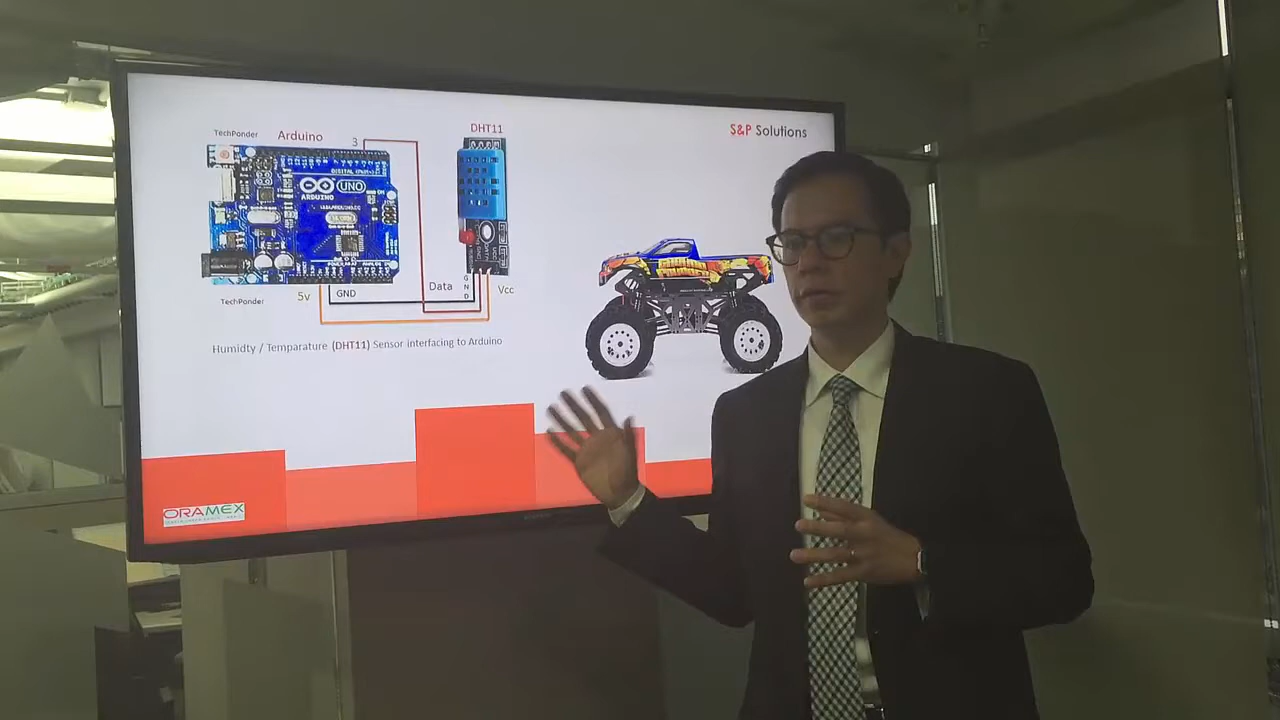 S&P Solutions
TechPonder
Arduino
3
DHT11
UNO
ARDUINO
5v
GND
Data
G
N
D
Vcc
TechPonder
Humidty / Temparature (DHT11) Sensor interfacing to Arduino
ORAMEX